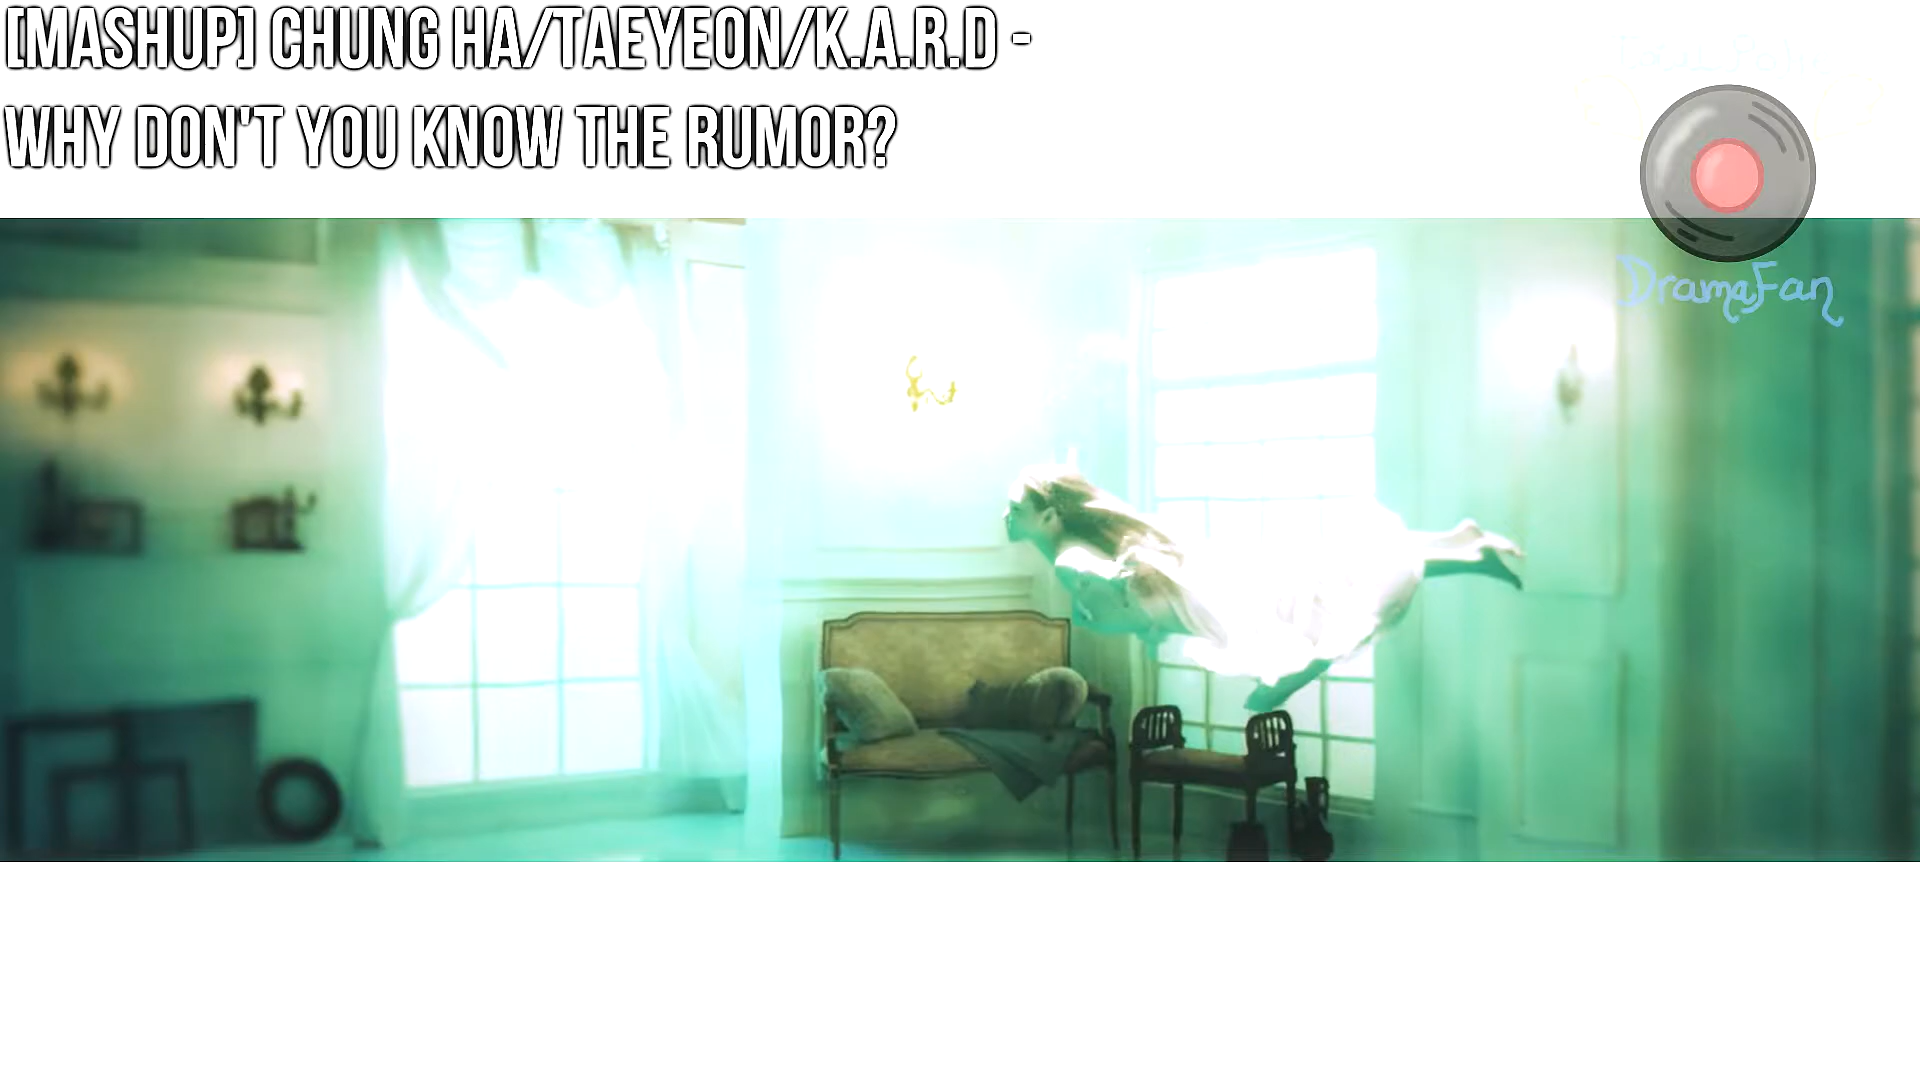 [MASHUP] CHUNG HA/TAEYEON/K.A.R.D -
WHY DON'T YOU KNOW THE RUMOR?
DramaFan